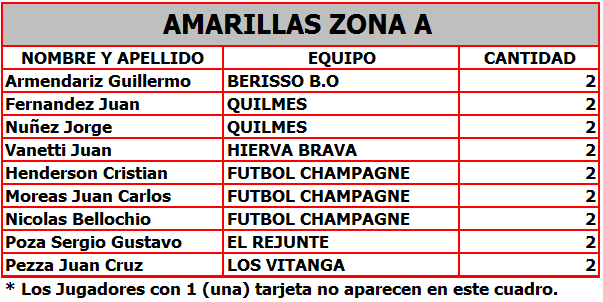 AMARILLAS ZONA A
NOMBRE Y APELLIDO EQUIPO CANTIDAD
Armendariz Guillermo BERISSO B.O 2
Fernandez Juan QUILMES 2
Nuñez Jorge QUILMES 2
Vanetti Juan HIERVA BRAVA 2
Henderson Cristian FUTBOL CHAMPAGNE 2
Moreas Juan Carlos FUTBOL CHAMPAGNE 2
Nicolas Bellochio FUTBOL CHAMPAGNE 2
Poza Sergio Gustavo EL REJUNTE 2
Pezza Juan Cruz LOS VITANGA 2
* Los Jugadores con 1 (una) tarjeta no aparecen en este cuadro.